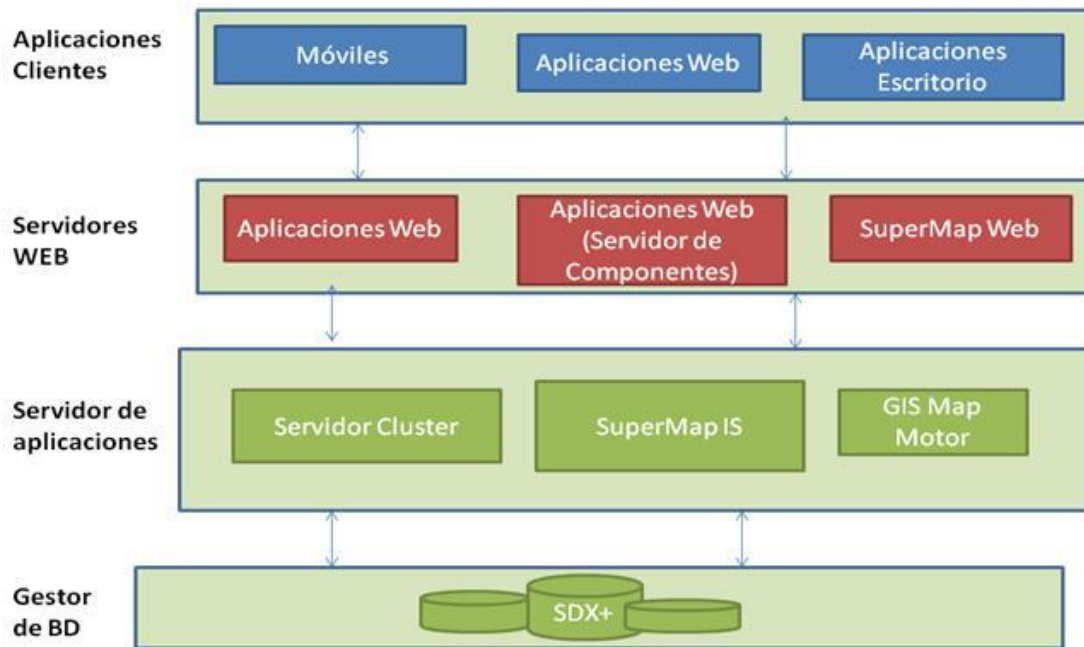 Aplicaciones
Clientes
Móviles
Aplicaciones Web
Aplicaciones
Escritorio
Servidores
WEB
Aplicaciones Web
Aplicaciones Web
(Servidor de
Componentes)
SuperMap Web
Servidor de
aplicaciones
Servidor Cluster
SuperMap IS
GIS Map
Motor
Gestor
de BD
SDX+